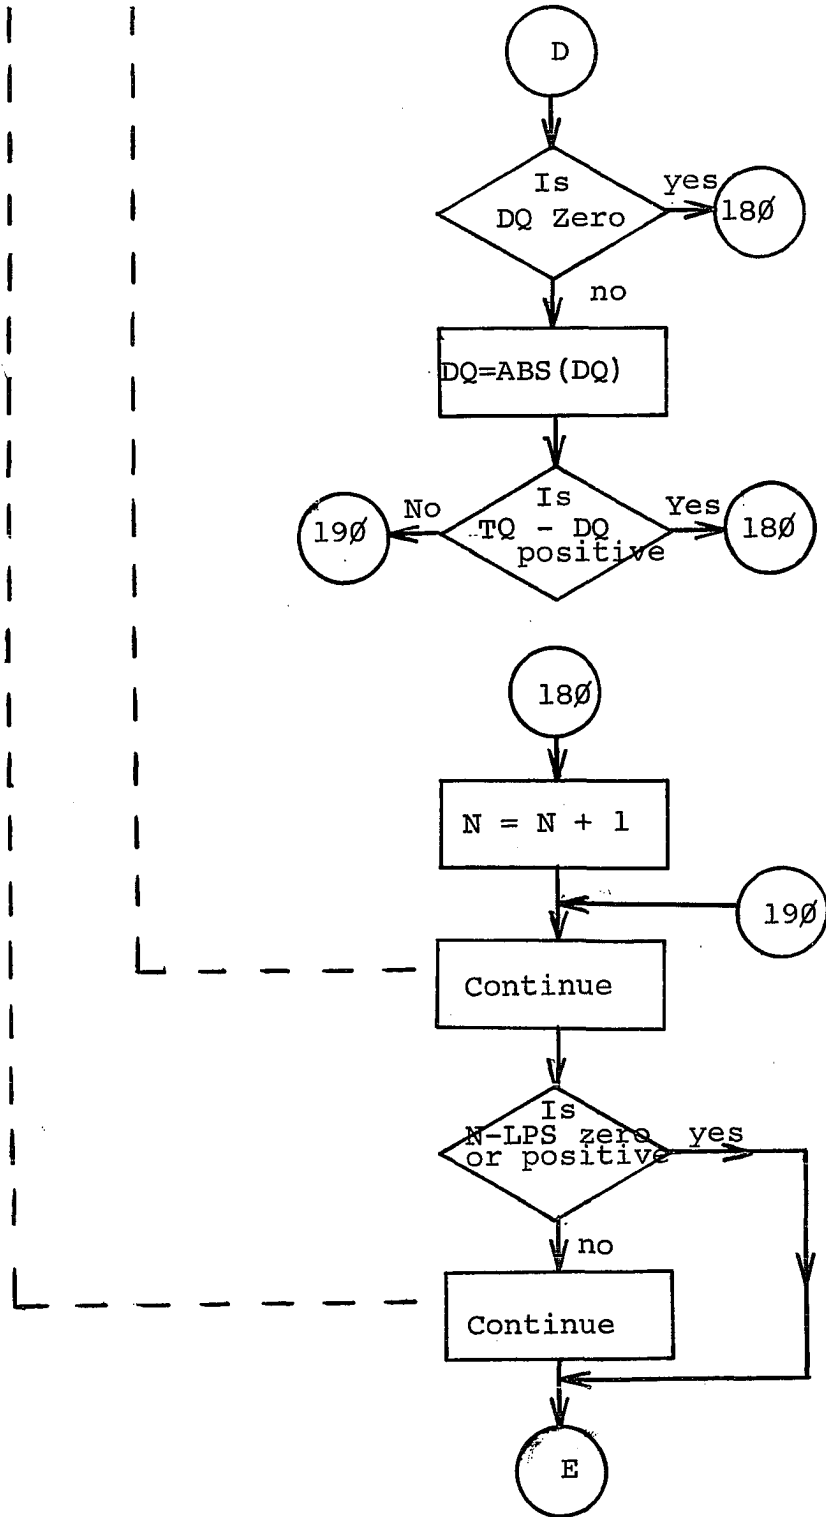 D
Is
DQ Zero
yes
180
no
DQ=ABS(DQ)
Is
TQ - DQ
positive
No
190
Yes
180
180
N = N + 1
190
Continue
Is
N-LPS zero
or positive
yes
no
Continue
E